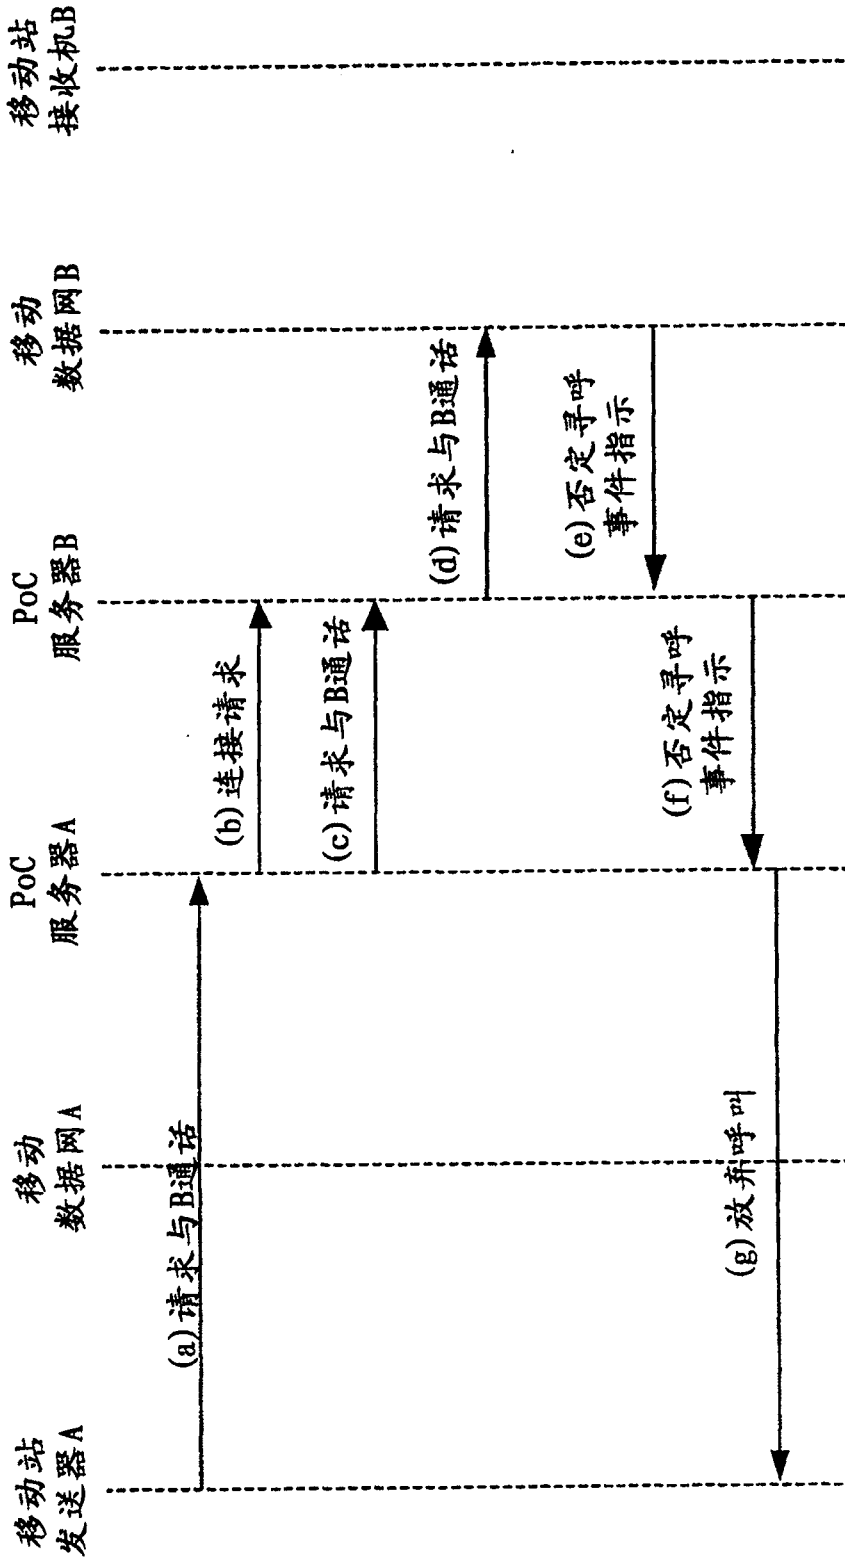 移动站
发送器A
移动
数据网A
PoC
服务器A
PoC
服务器B
移动
数据网B
移动站
接收机B
(a)请求与B通话
(b)连接请求
(c)请求与B通话
(d)请求与B通话
(e)否定寻呼
事件指示
(f)否定寻呼
事件指示
(g)放弃呼叫